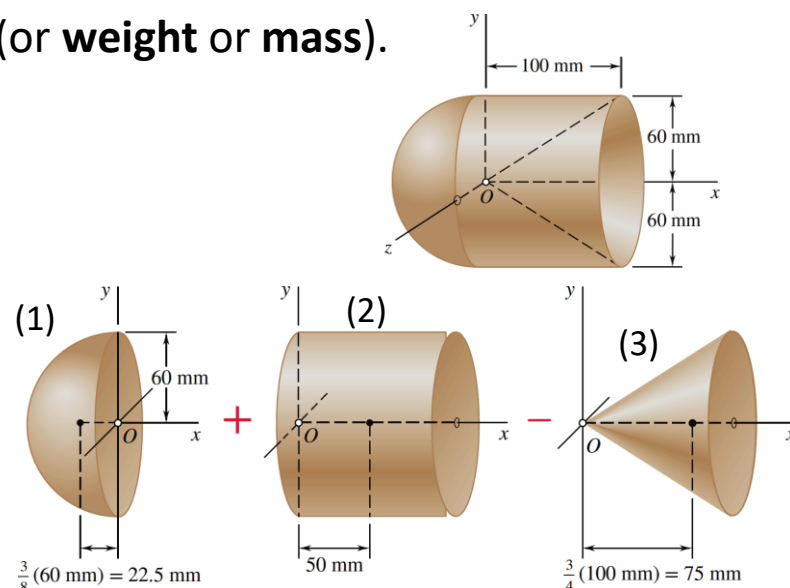 (or weight or mass).
y
100 mm
60 mm
x
O
60 mm
z
(1)
y
60 mm
O
x
3/8 (60 mm) = 22.5 mm
+
(2)
y
O
x
50 mm
−
(3)
y
O
x
3/4 (100 mm) = 75 mm